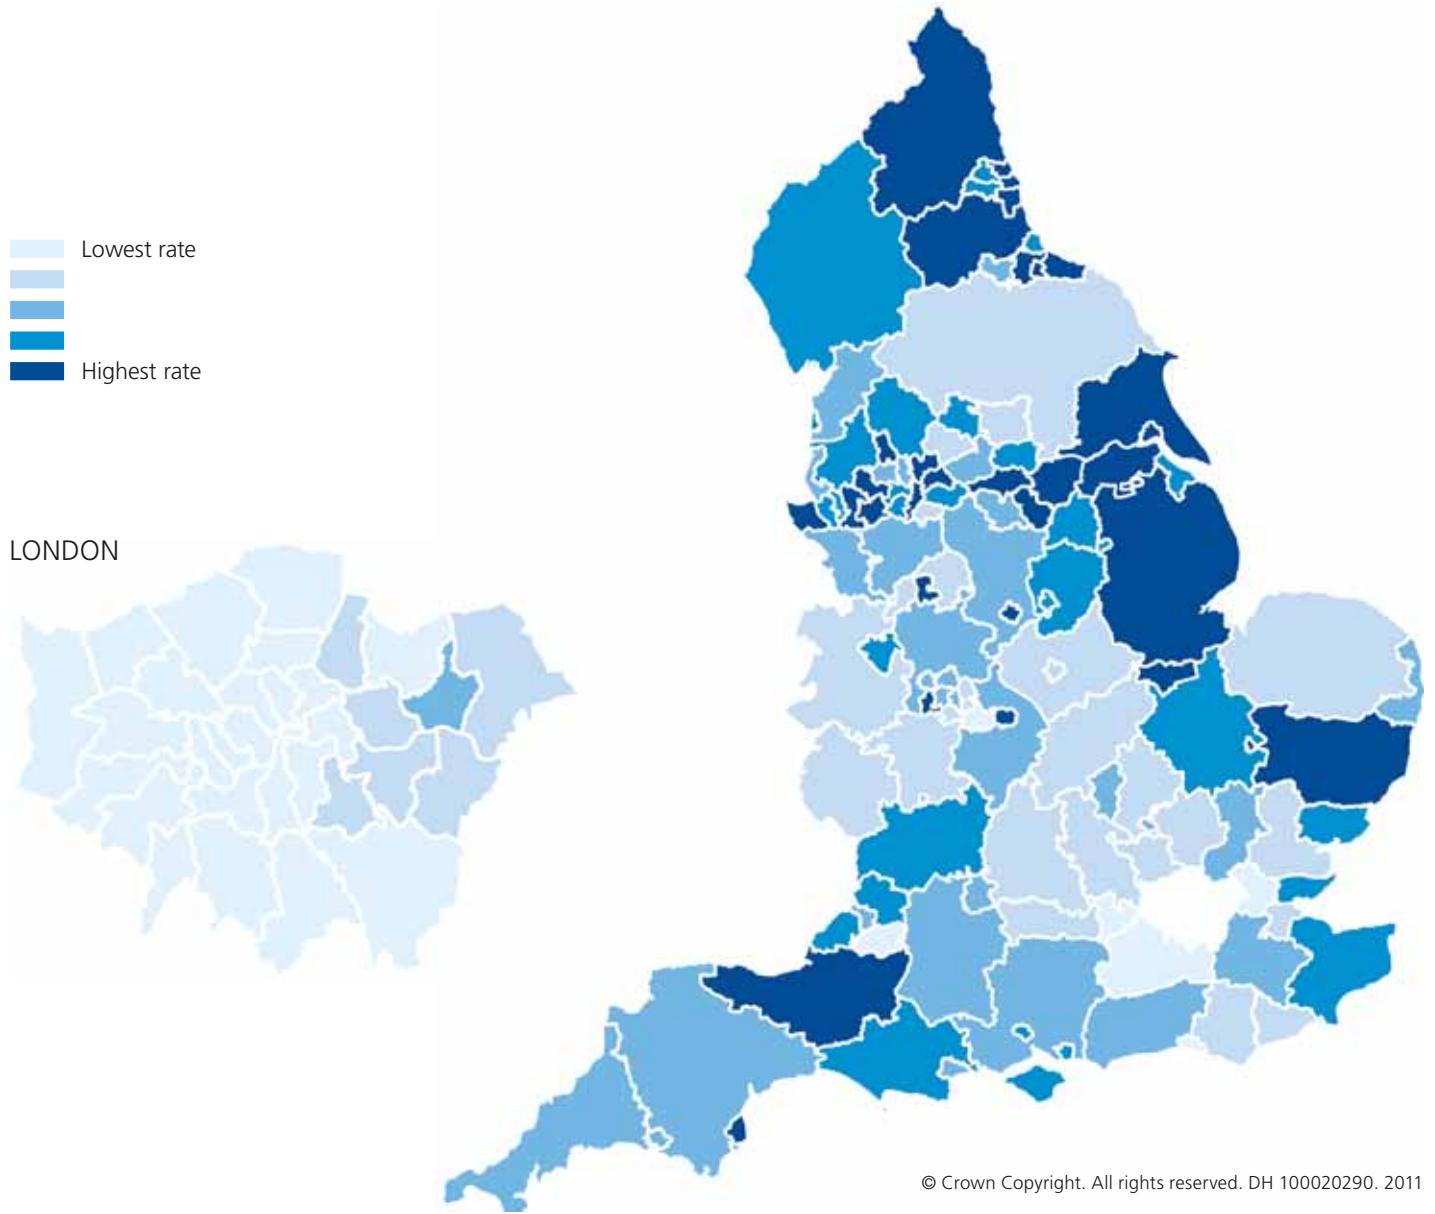 Lowest rate
Highest rate
LONDON
© Crown Copyright. All rights reserved. DH 100020290. 2011